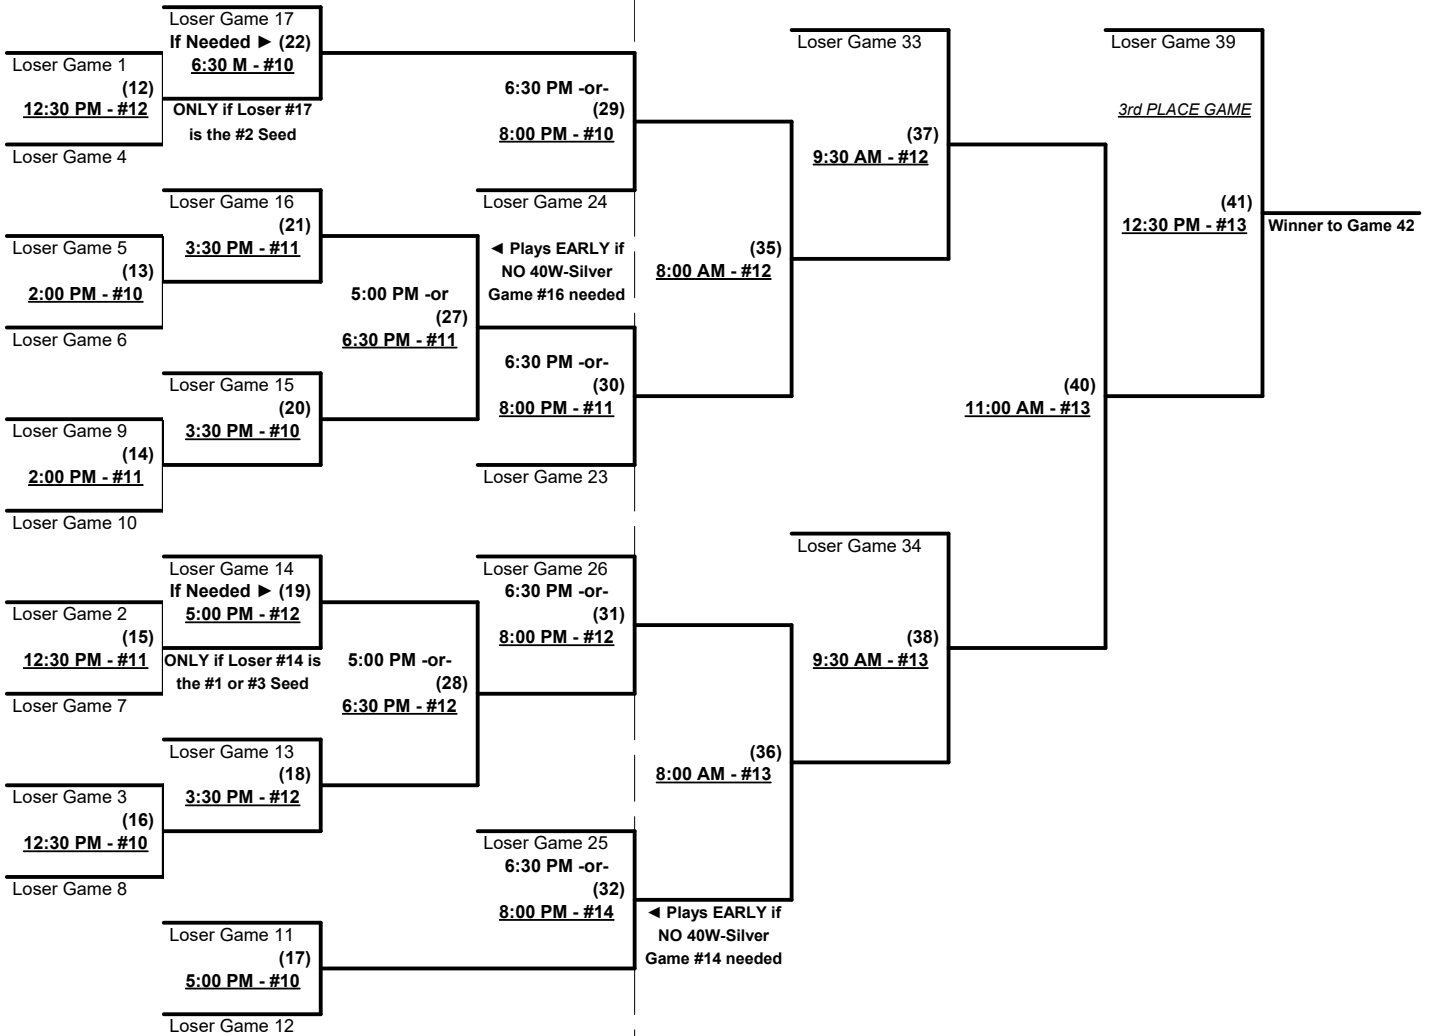 Loser Game 17
If Needed ► (22)
6:30 M - #10
ONLY if Loser #17
is the #2 Seed
Loser Game 1
(12)
12:30 PM - #12
Loser Game 4
Loser Game 16
(21)
3:30 PM - #11
Loser Game 5
(13)
2:00 PM - #10
Loser Game 6
Loser Game 15
(20)
3:30 PM - #10
Loser Game 9
(14)
2:00 PM - #11
Loser Game 10
Loser Game 14
If Needed ► (19)
5:00 PM - #12
ONLY if Loser #14 is
the #1 or #3 Seed
Loser Game 2
(15)
12:30 PM - #11
Loser Game 7
Loser Game 13
(18)
3:30 PM - #12
Loser Game 3
(16)
12:30 PM - #10
Loser Game 8
Loser Game 11
(17)
5:00 PM - #10
Loser Game 12
5:00 PM -or
(27)
6:30 PM - #11
5:00 PM -or-
(28)
6:30 PM - #12
6:30 PM -or-
(29)
8:00 PM - #10
Loser Game 24
◄ Plays EARLY if
NO 40W-Silver
Game #16 needed
6:30 PM -or-
(30)
8:00 PM - #11
Loser Game 23
Loser Game 26
6:30 PM -or-
(31)
8:00 PM - #12
Loser Game 25
6:30 PM -or-
(32)
8:00 PM - #14
◄ Plays EARLY if
NO 40W-Silver
Game #14 needed
(35)
8:00 AM - #12
(36)
8:00 AM - #13
Loser Game 33
(37)
9:30 AM - #12
Loser Game 34
(38)
9:30 AM - #13
(40)
11:00 AM - #13
Loser Game 39
3rd PLACE GAME
(41)
12:30 PM - #13
Winner to Game 42